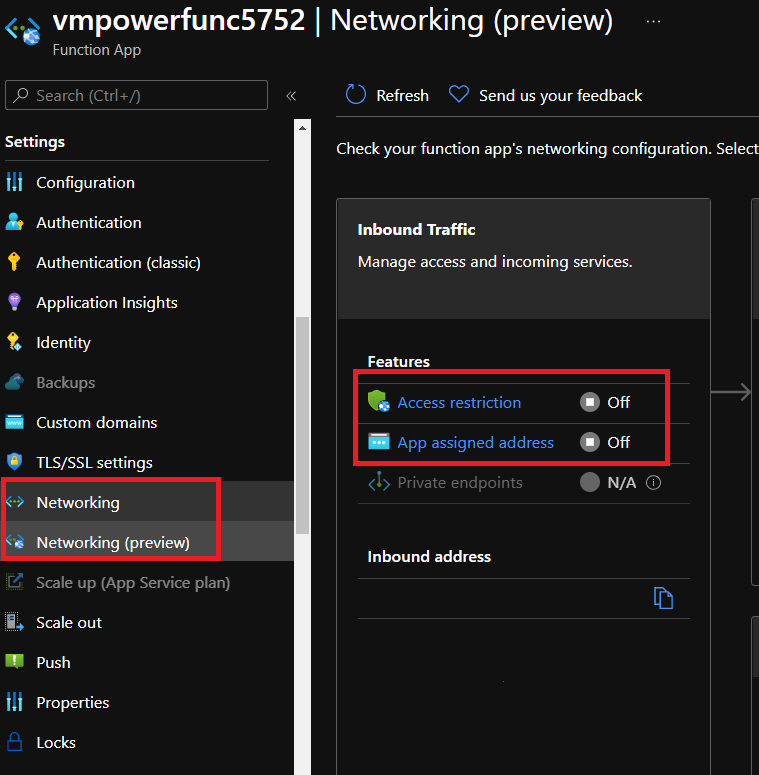 vmpowerfunc5752 | Networking (preview) ...
Function App
Search (Ctrl+/)
«
Settings
Configuration
Authentication
Authentication (classic)
Application Insights
Identity
Backups
Custom domains
TLS/SSL settings
Networking
Networking (preview)
Scale up (App Service plan)
Scale out
Push
Properties
Locks
Refresh
Send us your feedback
Check your function app's networking configuration. Select
Inbound Traffic
Manage access and incoming services.
Features
Access restriction Off
App assigned address Off
Private endpoints N/A
Inbound address